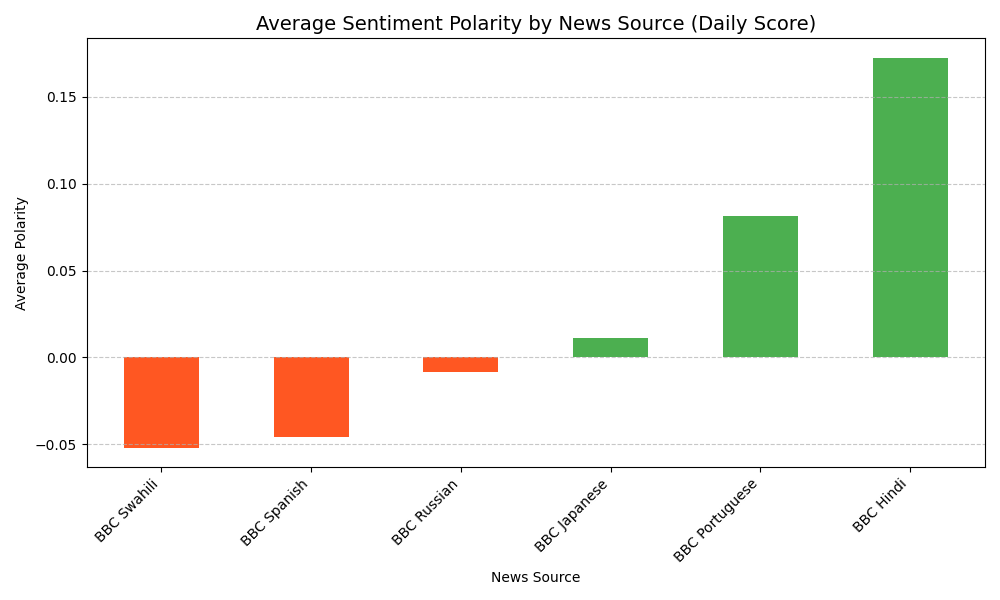 Average Sentiment Polarity by News Source (Daily Score)
Average Polarity
0.15
0.10
0.05
0.00
−0.05
BBC Swahili
BBC Spanish
BBC Russian
BBC Japanese
BBC Portuguese
BBC Hindi
News Source